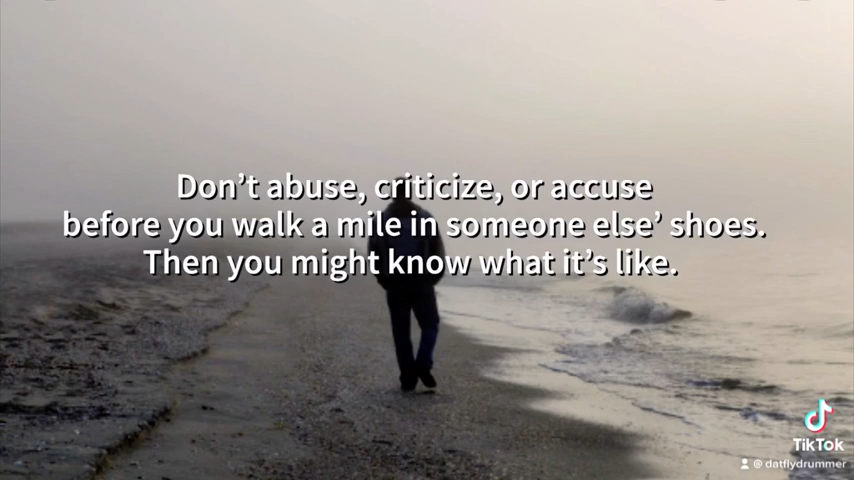 Don’t abuse, criticize, or accuse
before you walk a mile in someone else’ shoes.
Then you might know what it’s like.
TikTok
@ datflydrummer